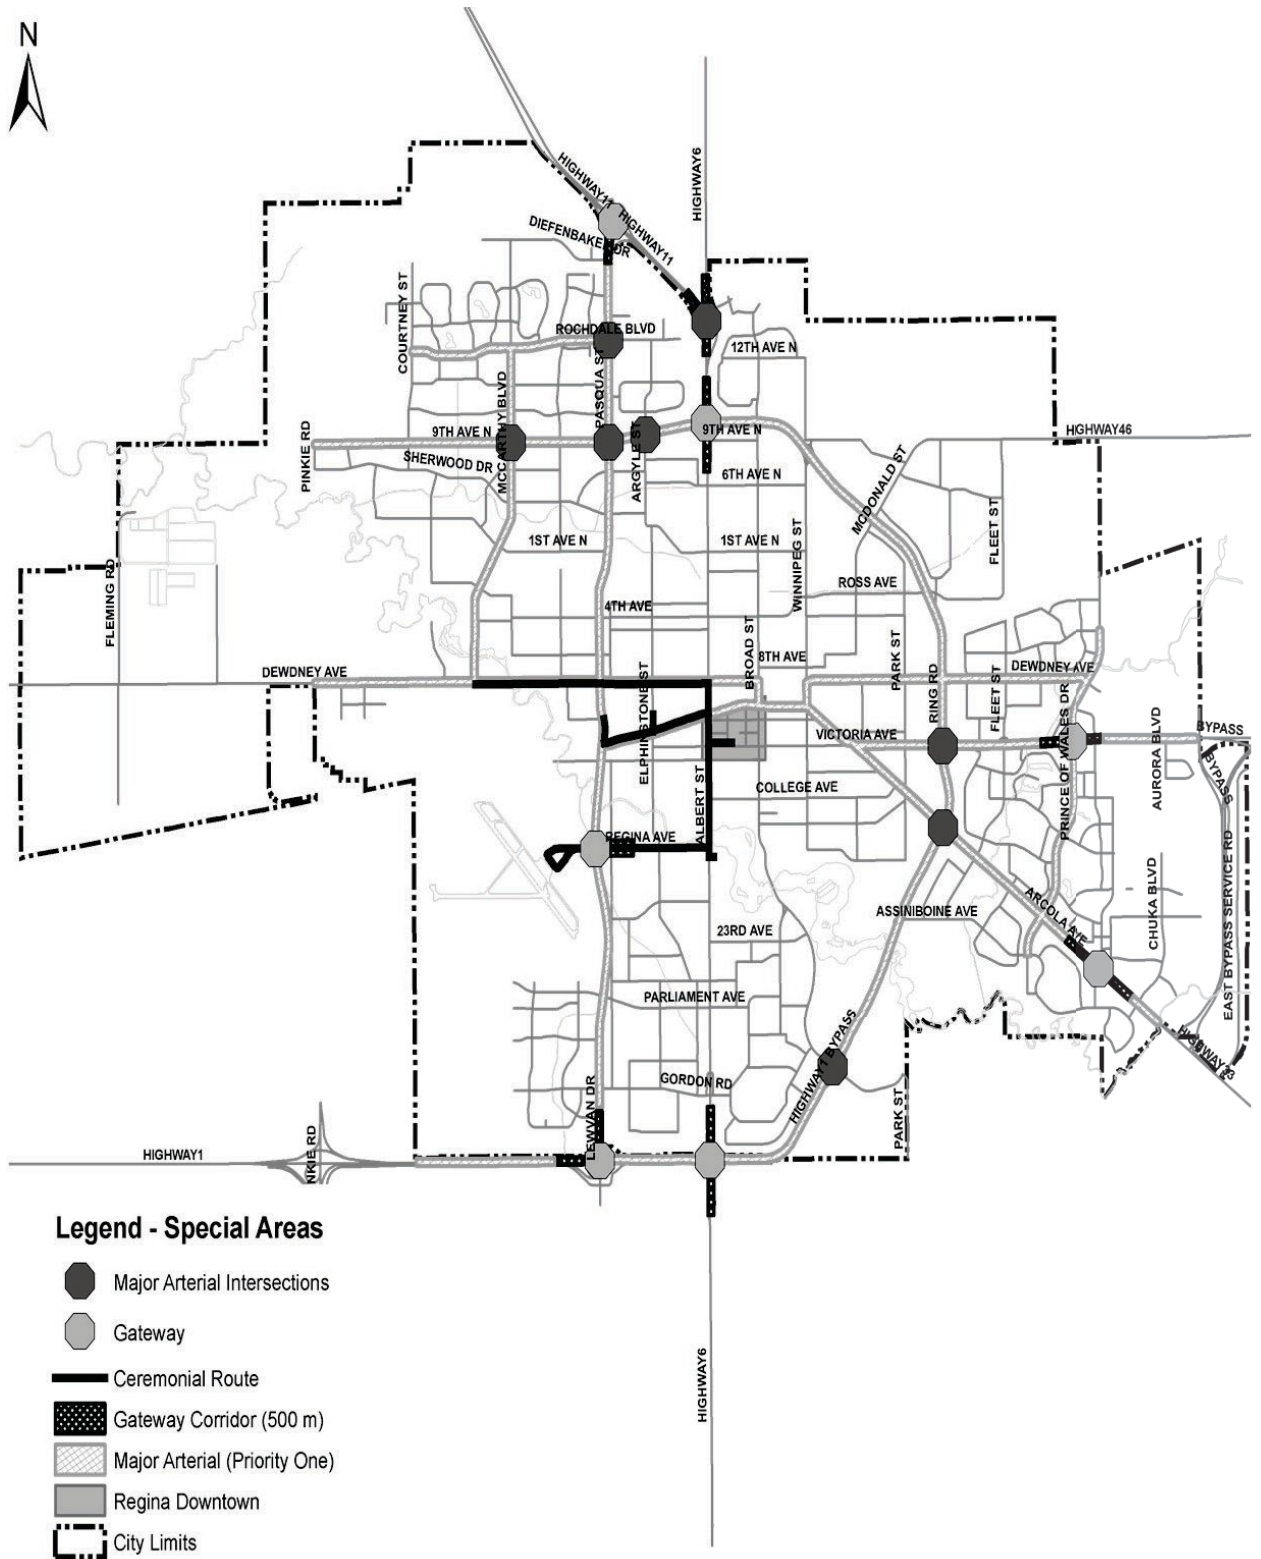 N
HIGHWAY11
HIGHWAY6
HIGHWAY11
DIEFENBAKER DR
COURTNEY ST
ROCHDALE BLVD
12TH AVE N
PASQUA ST
MCCARTHY BLVD
PINKIE RD
9TH AVE N
ARGYLE ST
9TH AVE N
HIGHWAY46
SHERWOOD DR
6TH AVE N
MCDONALD ST
FLEET ST
1ST AVE N
1ST AVE N
WINNIPEG ST
FLEMING RD
ROSS AVE
4TH AVE
BROAD ST
8TH AVE
PARK ST
DEWDNEY AVE
DEWDNEY AVE
ELPHINSTONE ST
RING RD
FLEET ST
PRINCE OF WALES DR
VICTORIA AVE
AURORA BLVD
BYPASS
BYPASS
COLLEGE AVE
ALBERT ST
REGINA AVE
EAST BYPASS SERVICE RD
ARCOLA AVE
CHUKA BLVD
ASSINIBOINE AVE
23RD AVE
PARLIAMENT AVE
HIGHWAY1 BYPASS
HIGHWAY33
GORDON RD
LEWVAN DR
PARK ST
HIGHWAY1
NKIE RD
Legend - Special Areas
Major Arterial Intersections
Gateway
Ceremonial Route
Gateway Corridor (500 m)
Major Arterial (Priority One)
Regina Downtown
City Limits
HIGHWAY6